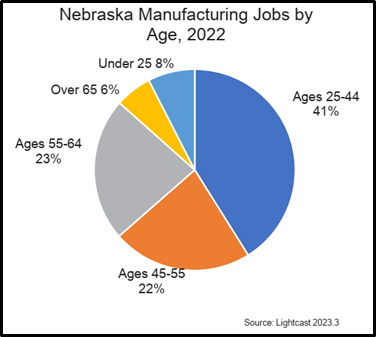 Nebraska Manufacturing Jobs by
Age, 2022
Under 25 8%
Over 65 6%
Ages 25-44
41%
Ages 55-64
23%
Ages 45-55
22%
Source: Lightcast 2023.3